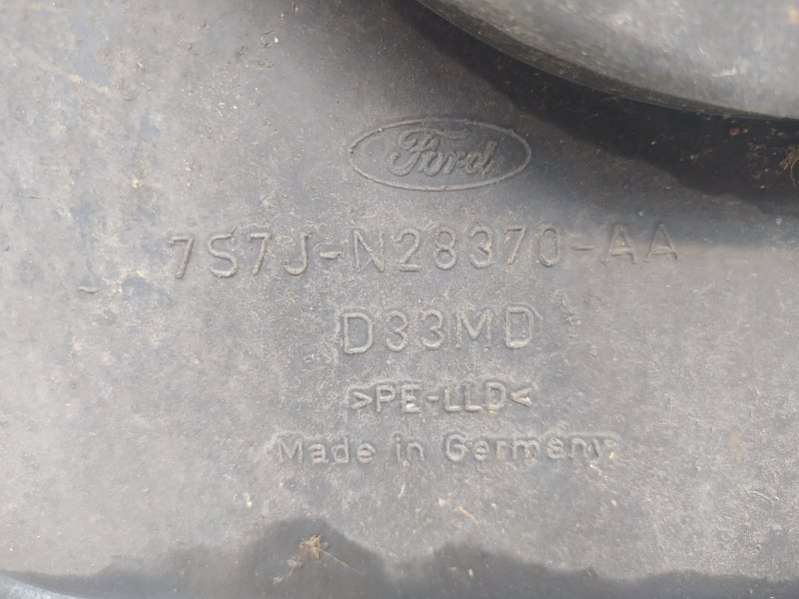 Ford
7S7J-N28370-AA
D33MD
>PE-LLD<
Made in Germany